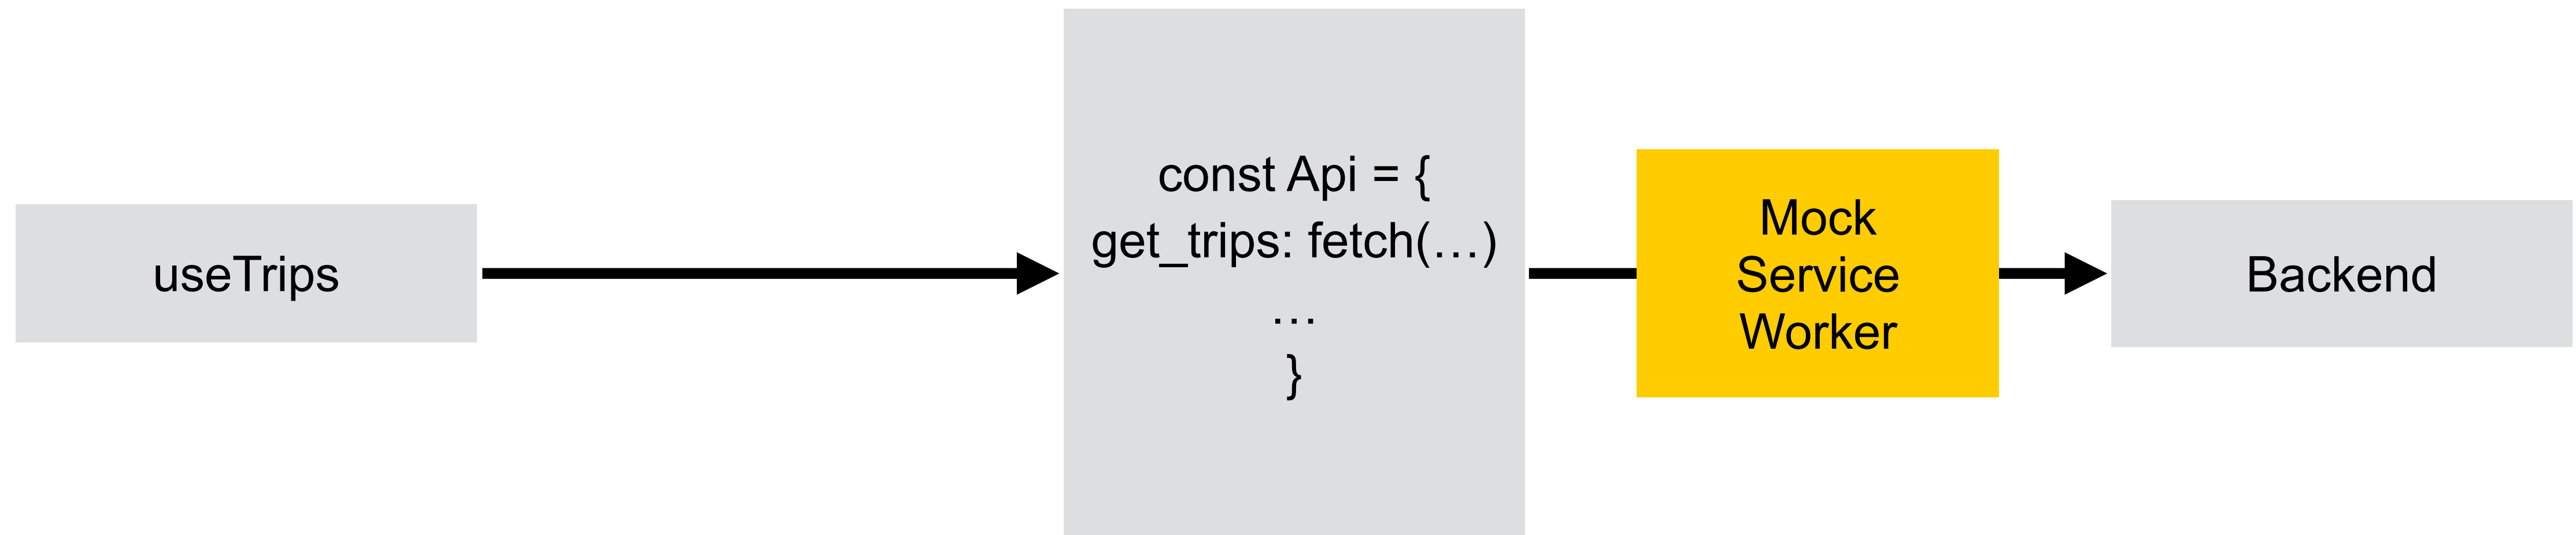 useTrips
const Api = {
get_trips: fetch(…)
…
}
Mock
Service
Worker
Backend